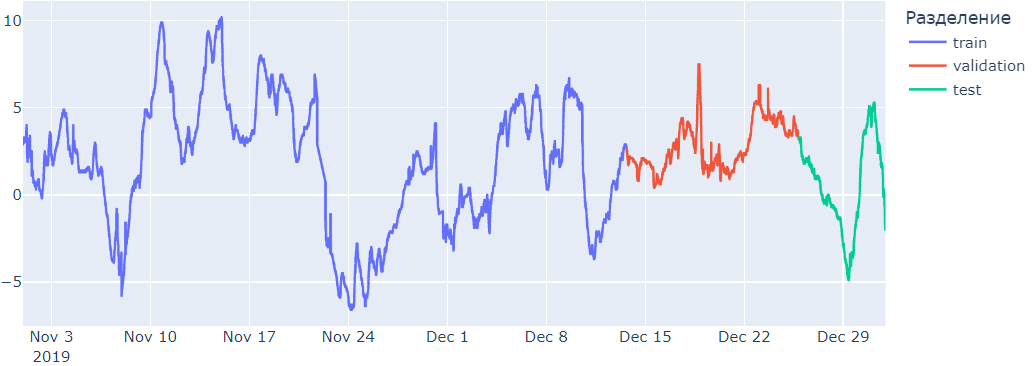 Разделение
train
validation
test
10
5
0
−5
Nov 3
2019
Nov 10
Nov 17
Nov 24
Dec 1
Dec 8
Dec 15
Dec 22
Dec 29